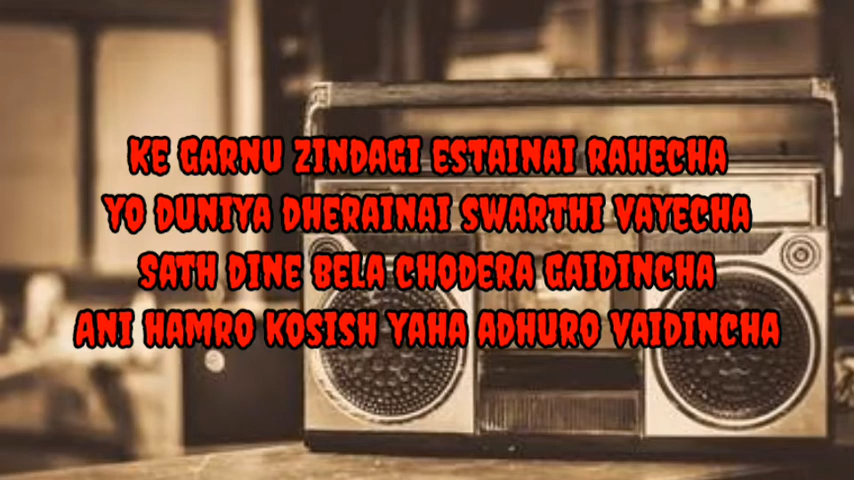 KE GARNU ZINDAGI ESTAINAI RAHECHA
YO DUNIYA DHERAINAI SWARTHI VAYECHA
SATH DINE BELA CHODERA GAIDINCHA
ANI HAMRO KOSISH YAHA ADHURO VAIDINCHA